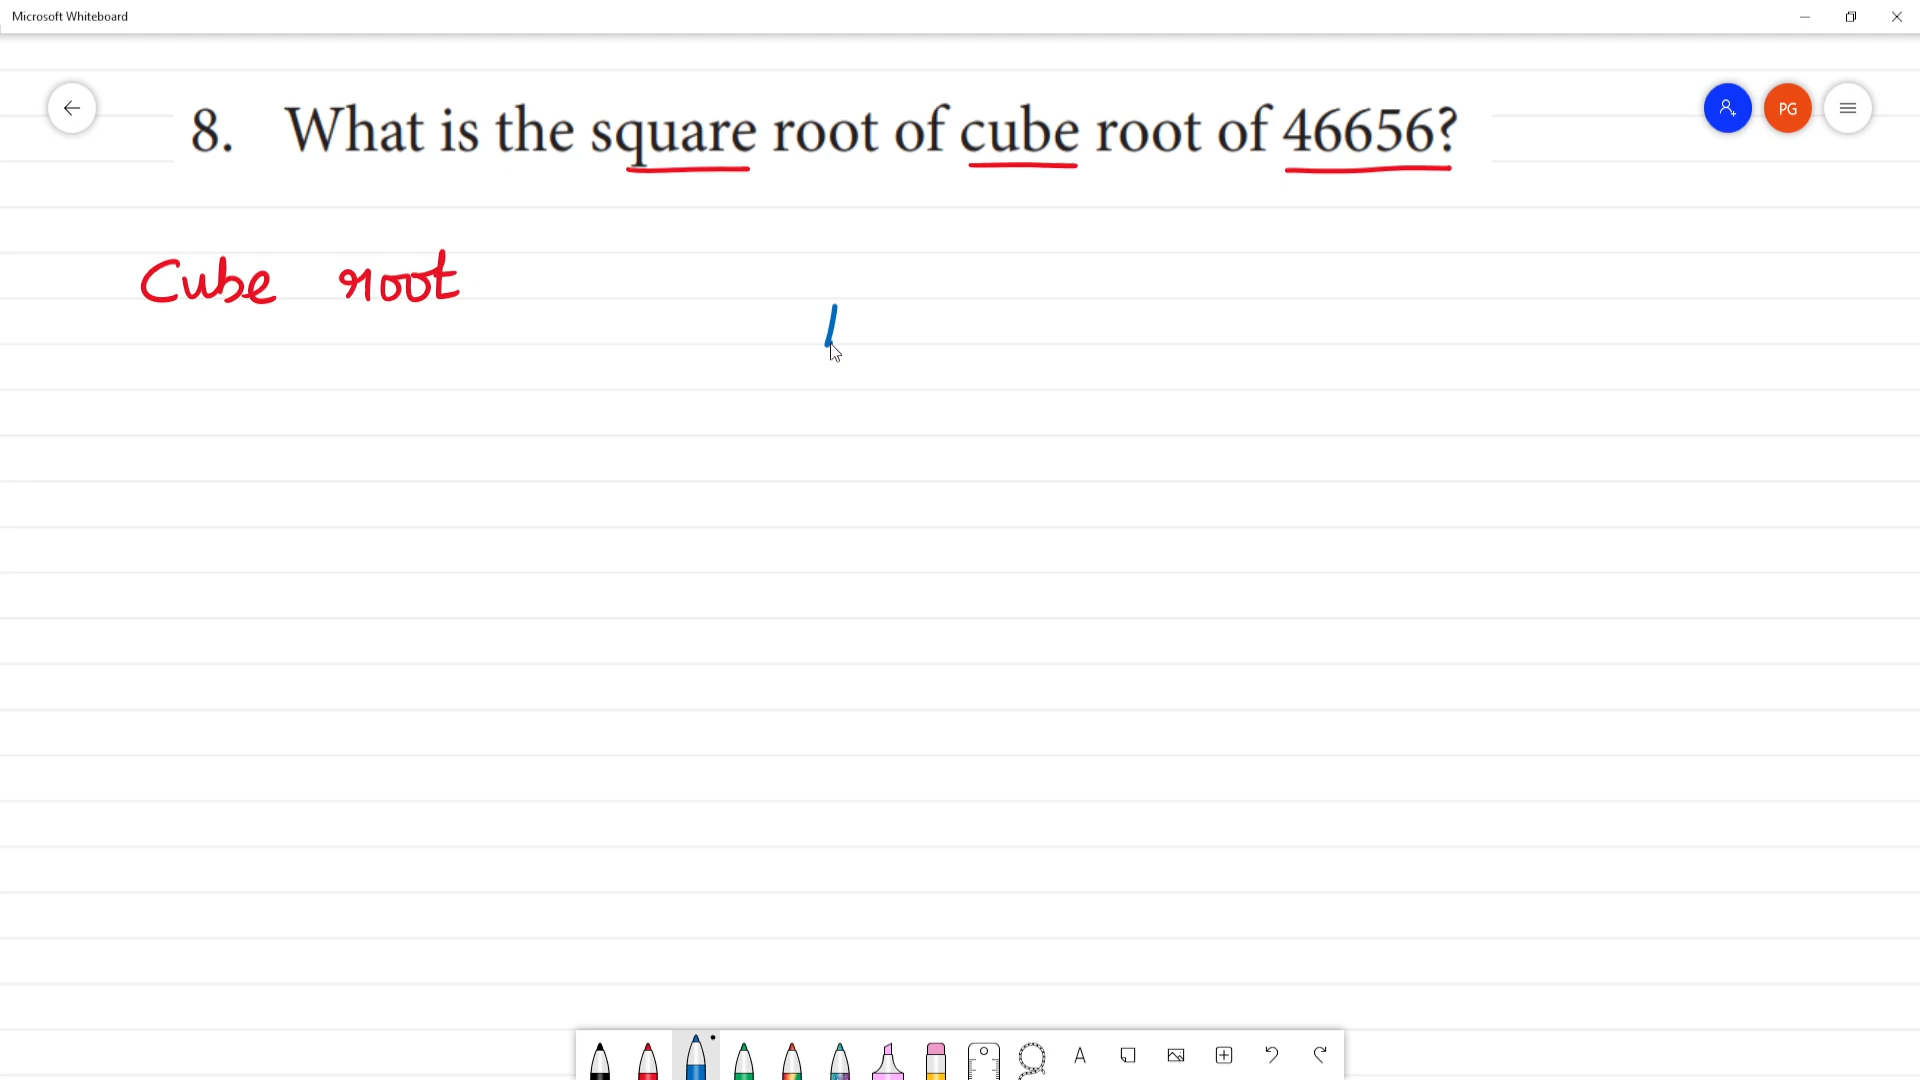 Microsoft Whiteboard
8. What is the square root of cube root of 46656?
PG
Cube root
A